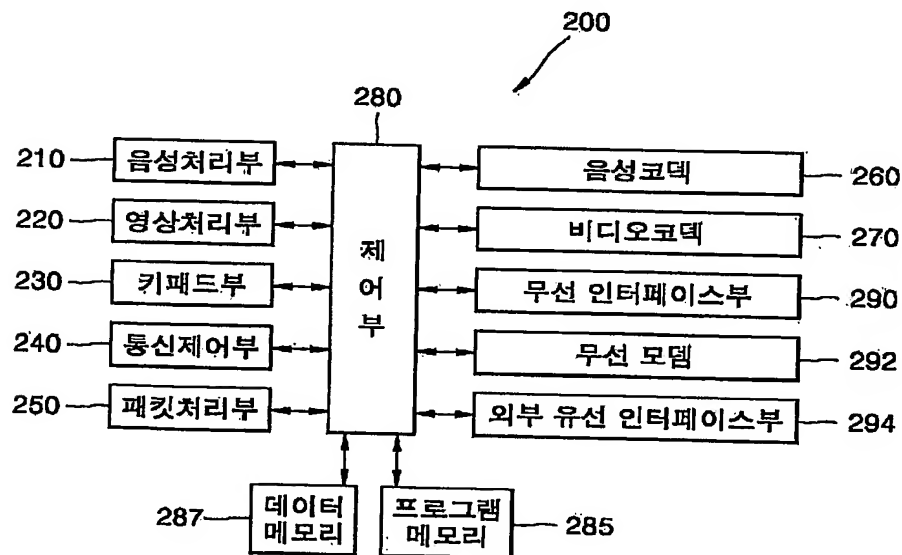 200
280
210 음성처리부 음성코덱 260
220 영상처리부 비디오코덱 270
230 키패드부 무선 인터페이스부 290
240 통신제어부 무선 모뎀 292
250 패킷처리부 외부 유선 인터페이스부 294
제
어
부
287 데이터
메모리
프로그램
메모리 285